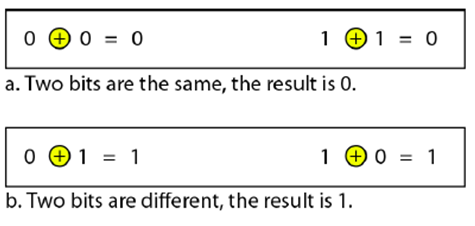 0 ⊕ 0 = 0 1 ⊕ 1 = 0
a. Two bits are the same, the result is 0.
0 ⊕ 1 = 1 1 ⊕ 0 = 1
b. Two bits are different, the result is 1.